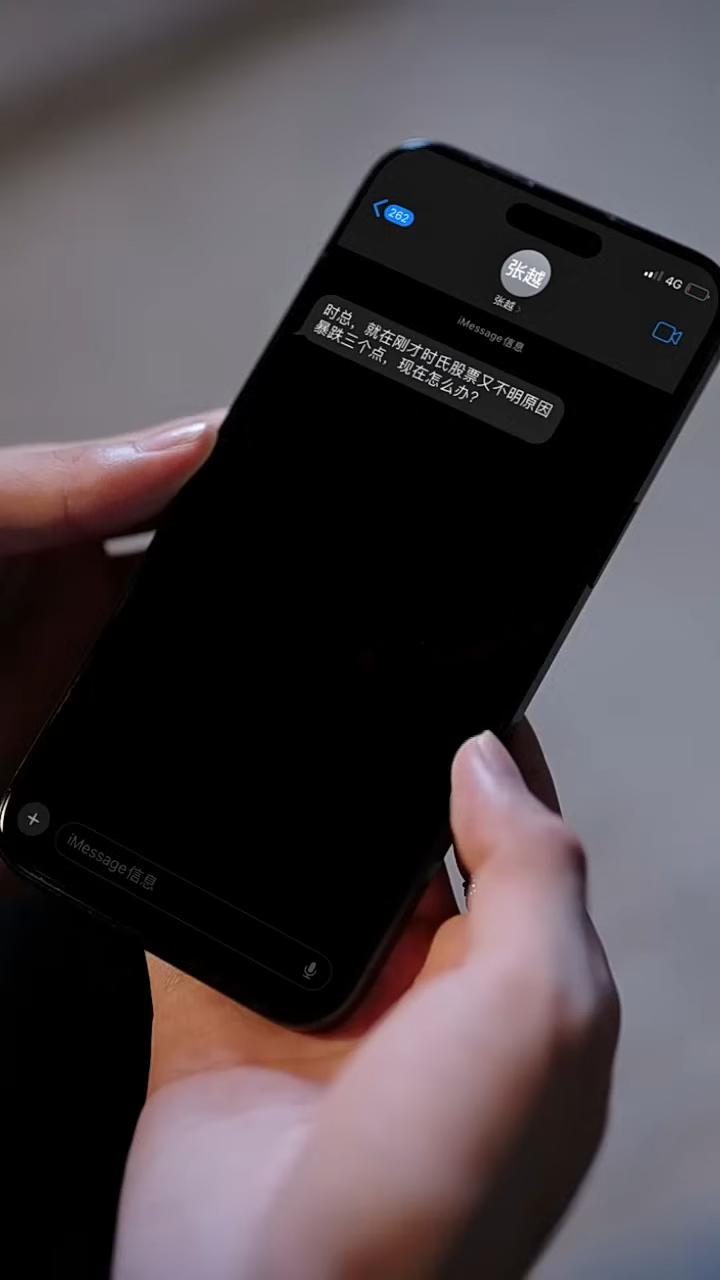 262
4G
张越
张越
iMessage信息
时总，就在刚才时氏股票又不明原因
暴跌三个点，现在怎么办？
iMessage信息